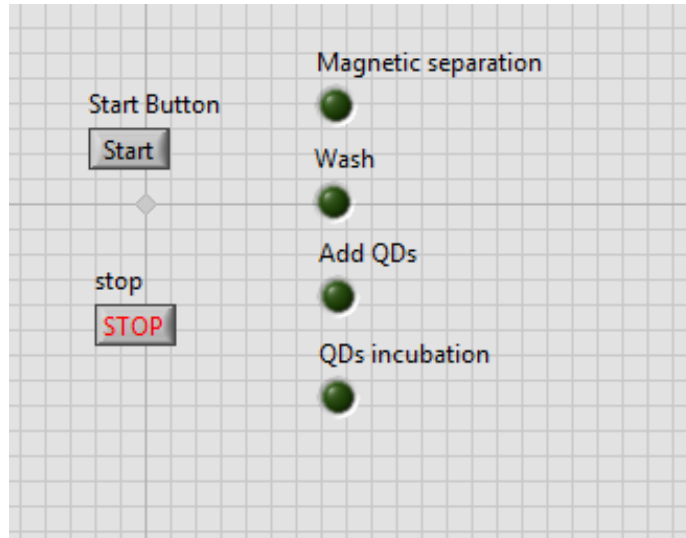 Magnetic separation
Start Button
Start
Wash
Add QDs
stop
STOP
QDs incubation